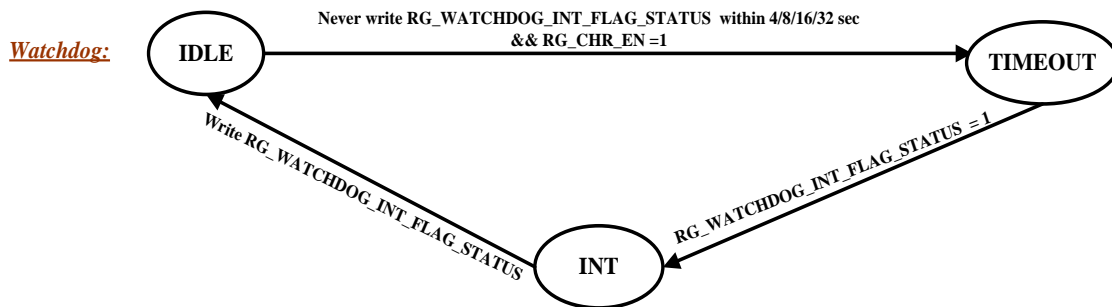 Never write RG_WATCHDOG_INT_FLAG_STATUS within 4/8/16/32 sec
&& RG_CHR_EN =1
Watchdog:
IDLE
TIMEOUT
Write RG_WATCHDOG_INT_FLAG_STATUS
RG_WATCHDOG_INT_FLAG_STATUS = 1
INT